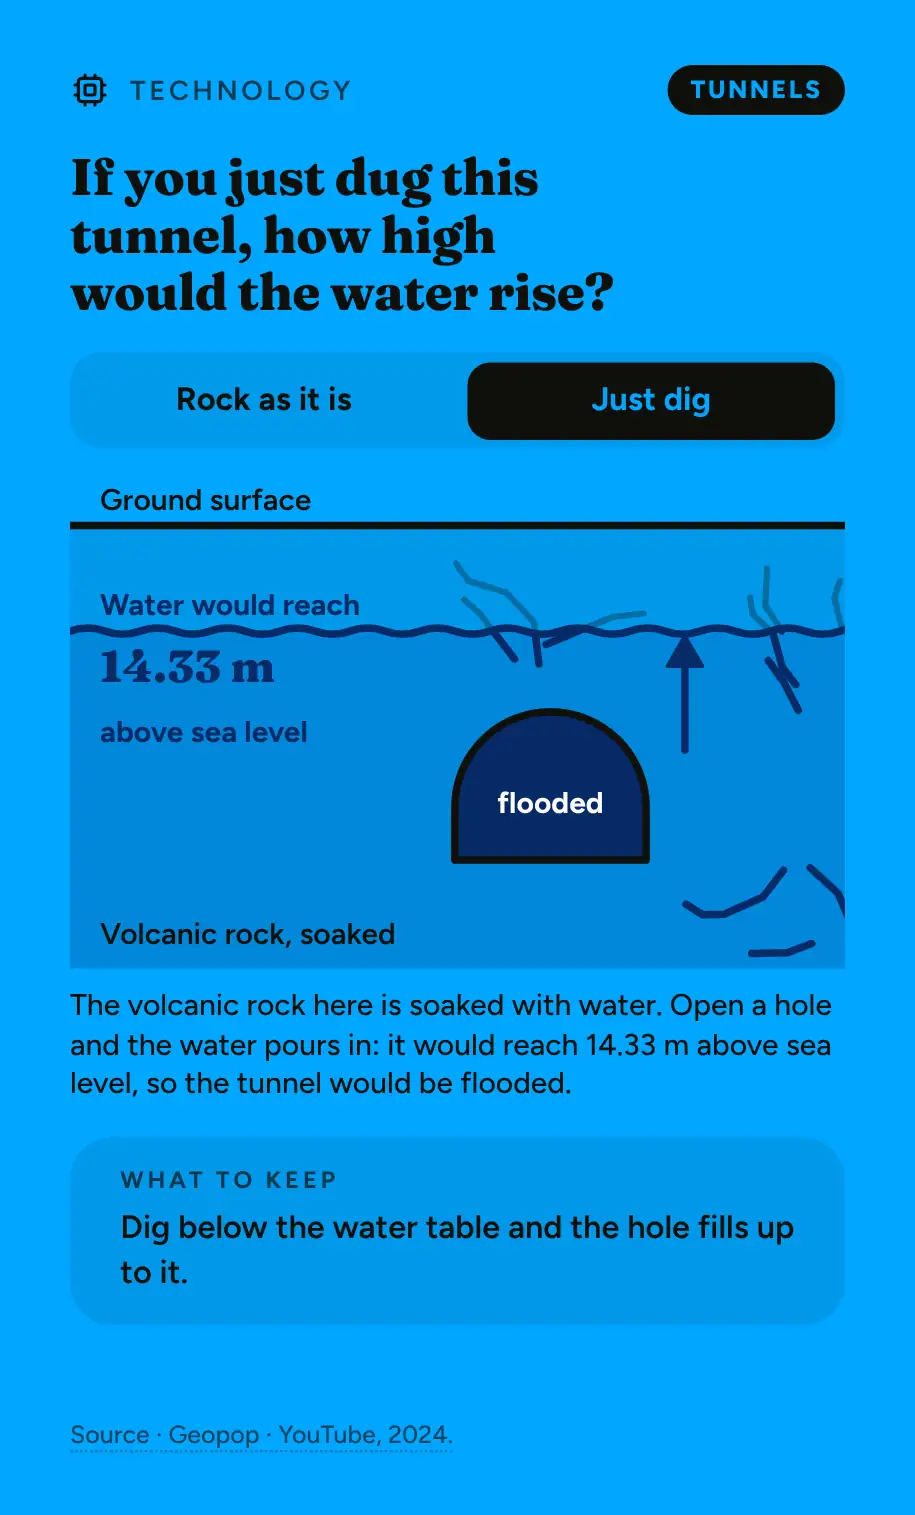 TECHNOLOGY
TUNNELS
If you just dug this
tunnel, how high
would the water rise?
Rock as it is
Just dig
Ground surface
Water would reach
14.33 m
above sea level
flooded
Volcanic rock, soaked
The volcanic rock here is soaked with water. Open a hole
and the water pours in: it would reach 14.33 m above sea
level, so the tunnel would be flooded.
WHAT TO KEEP
Dig below the water table and the hole fills up
to it.
Source · Geopop · YouTube, 2024.